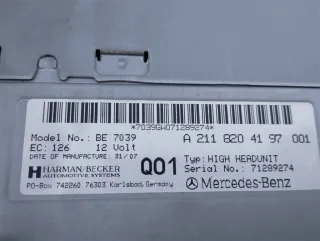 *7039GW071289274*
Model No.: BE 7039
A 211 820 41 97 001
EC: 126 12 Volt
DATE OF MANUFACTURE: 31/07
Q01
Typ: HIGH HEADUNIT
Serial No.: 71289274
HARMAN/BECKER
AUTOMOTIVE SYSTEMS
Mercedes-Benz
PO-Box 742260 76303 Karlsbad, Germany